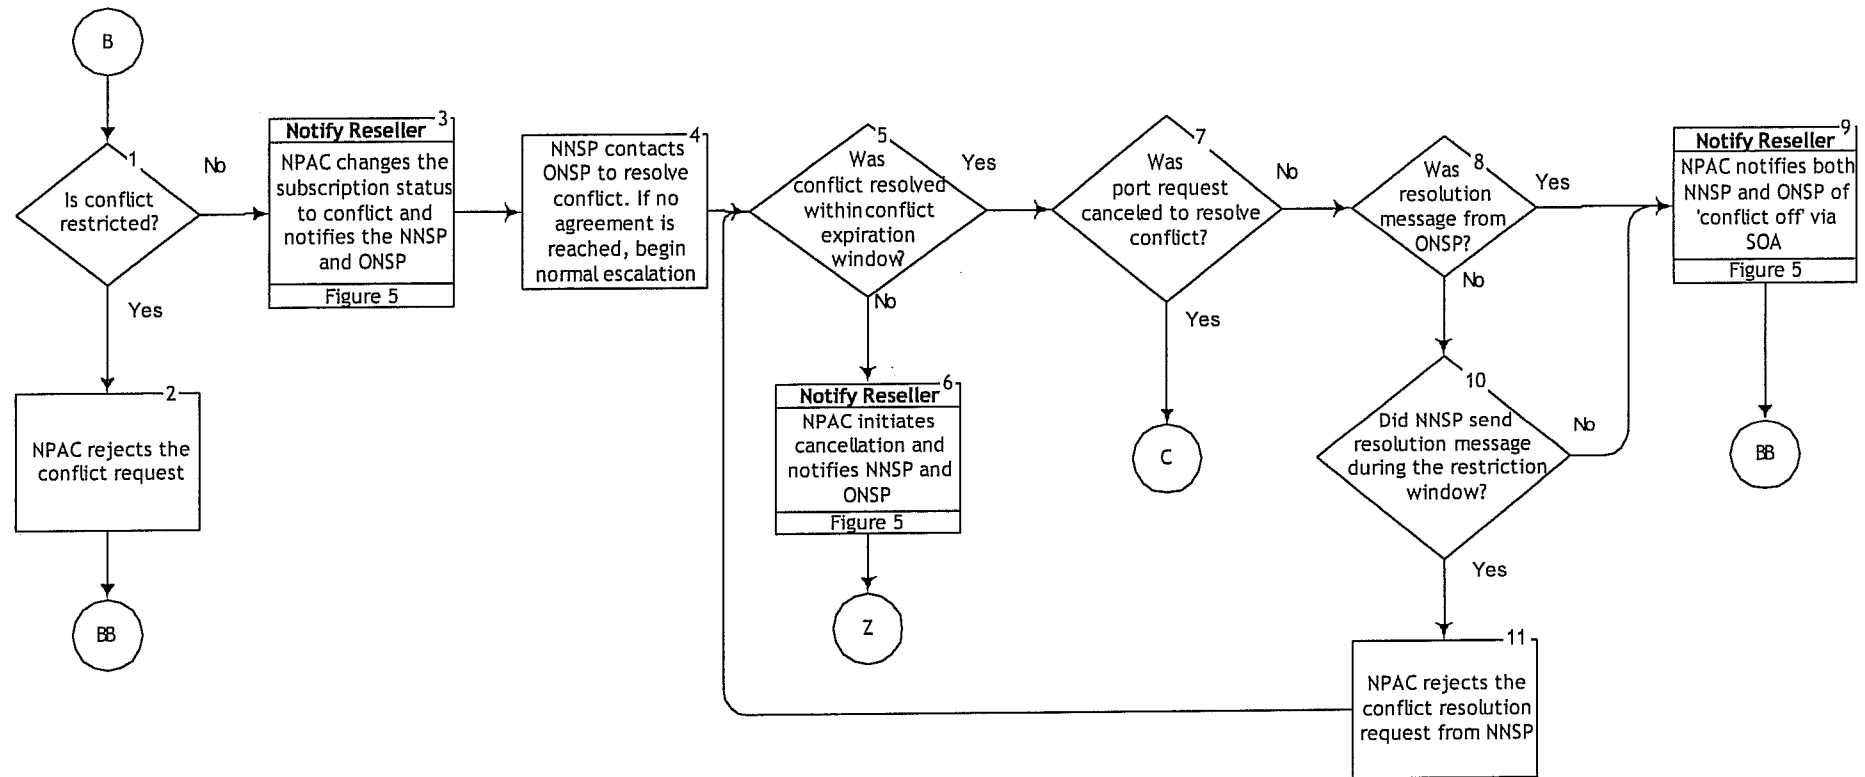 B
1
Is conflict
restricted?
No
Yes
2
NPAC rejects the
conflict request
BB
3
Notify Reseller
NPAC changes the
subscription status
to conflict and
notifies the NNSP
and ONSP
Figure 5
4
NNSP contacts
ONSP to resolve
conflict. If no
agreement is
reached, begin
normal escalation
5
Was
conflict resolved
within conflict
expiration
window?
Yes
No
6
Notify Reseller
NPAC initiates
cancellation and
notifies NNSP and
ONSP
Figure 5
Z
7
Was
port request
canceled to resolve
conflict?
No
Yes
C
8
Was
resolution
message from
ONSP?
Yes
No
9
Notify Reseller
NPAC notifies both
NNSP and ONSP of
'conflict off' via
SOA
Figure 5
BB
10
Did NNSP send
resolution message
during the restriction
window?
No
Yes
11
NPAC rejects the
conflict resolution
request from NNSP